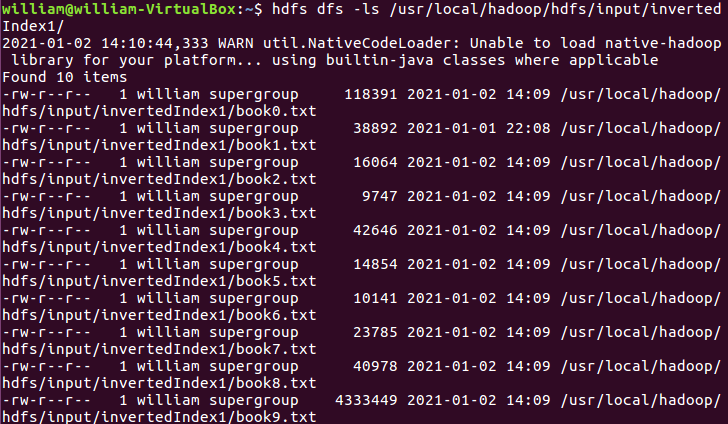 william@william-VirtualBox:~$ hdfs dfs -ls /usr/local/hadoop/hdfs/input/inverted
Index1/
2021-01-02 14:10:44,333 WARN util.NativeCodeLoader: Unable to load native-hadoop
 library for your platform... using builtin-java classes where applicable
Found 10 items
-rw-r--r--   1 william supergroup     118391 2021-01-02 14:09 /usr/local/hadoop/
hdfs/input/invertedIndex1/book0.txt
-rw-r--r--   1 william supergroup      38892 2021-01-01 22:08 /usr/local/hadoop/
hdfs/input/invertedIndex1/book1.txt
-rw-r--r--   1 william supergroup      16064 2021-01-02 14:09 /usr/local/hadoop/
hdfs/input/invertedIndex1/book2.txt
-rw-r--r--   1 william supergroup       9747 2021-01-02 14:09 /usr/local/hadoop/
hdfs/input/invertedIndex1/book3.txt
-rw-r--r--   1 william supergroup      42646 2021-01-02 14:09 /usr/local/hadoop/
hdfs/input/invertedIndex1/book4.txt
-rw-r--r--   1 william supergroup      14854 2021-01-02 14:09 /usr/local/hadoop/
hdfs/input/invertedIndex1/book5.txt
-rw-r--r--   1 william supergroup      10141 2021-01-02 14:09 /usr/local/hadoop/
hdfs/input/invertedIndex1/book6.txt
-rw-r--r--   1 william supergroup      23785 2021-01-02 14:09 /usr/local/hadoop/
hdfs/input/invertedIndex1/book7.txt
-rw-r--r--   1 william supergroup      40978 2021-01-02 14:09 /usr/local/hadoop/
hdfs/input/invertedIndex1/book8.txt
-rw-r--r--   1 william supergroup    4333449 2021-01-02 14:09 /usr/local/hadoop/
hdfs/input/invertedIndex1/book9.txt